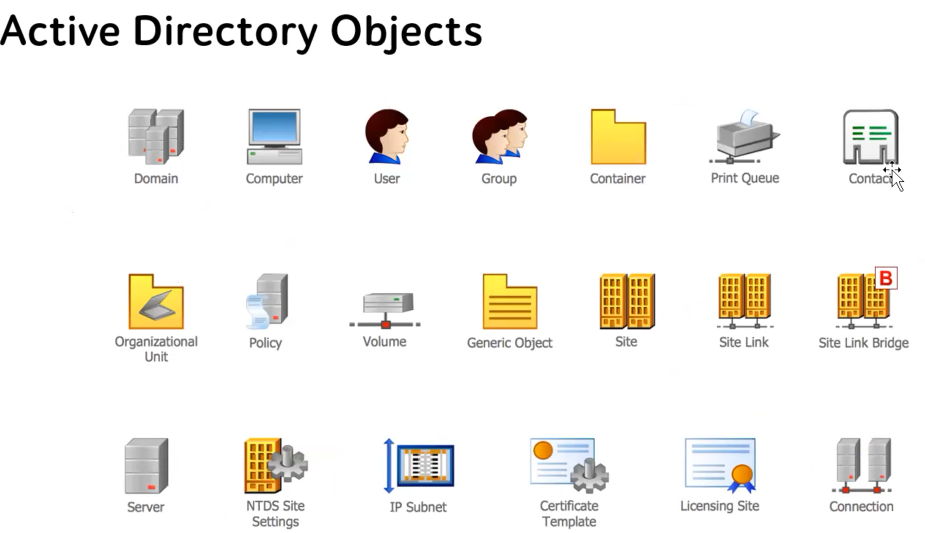 Active Directory Objects
Domain
Computer
User
Group
Container
Print Queue
Contact
Organizational
Unit
Policy
Volume
Generic Object
Site
Site Link
B
Site Link Bridge
Server
NTDS Site
Settings
IP Subnet
Certificate
Template
Licensing Site
Connection